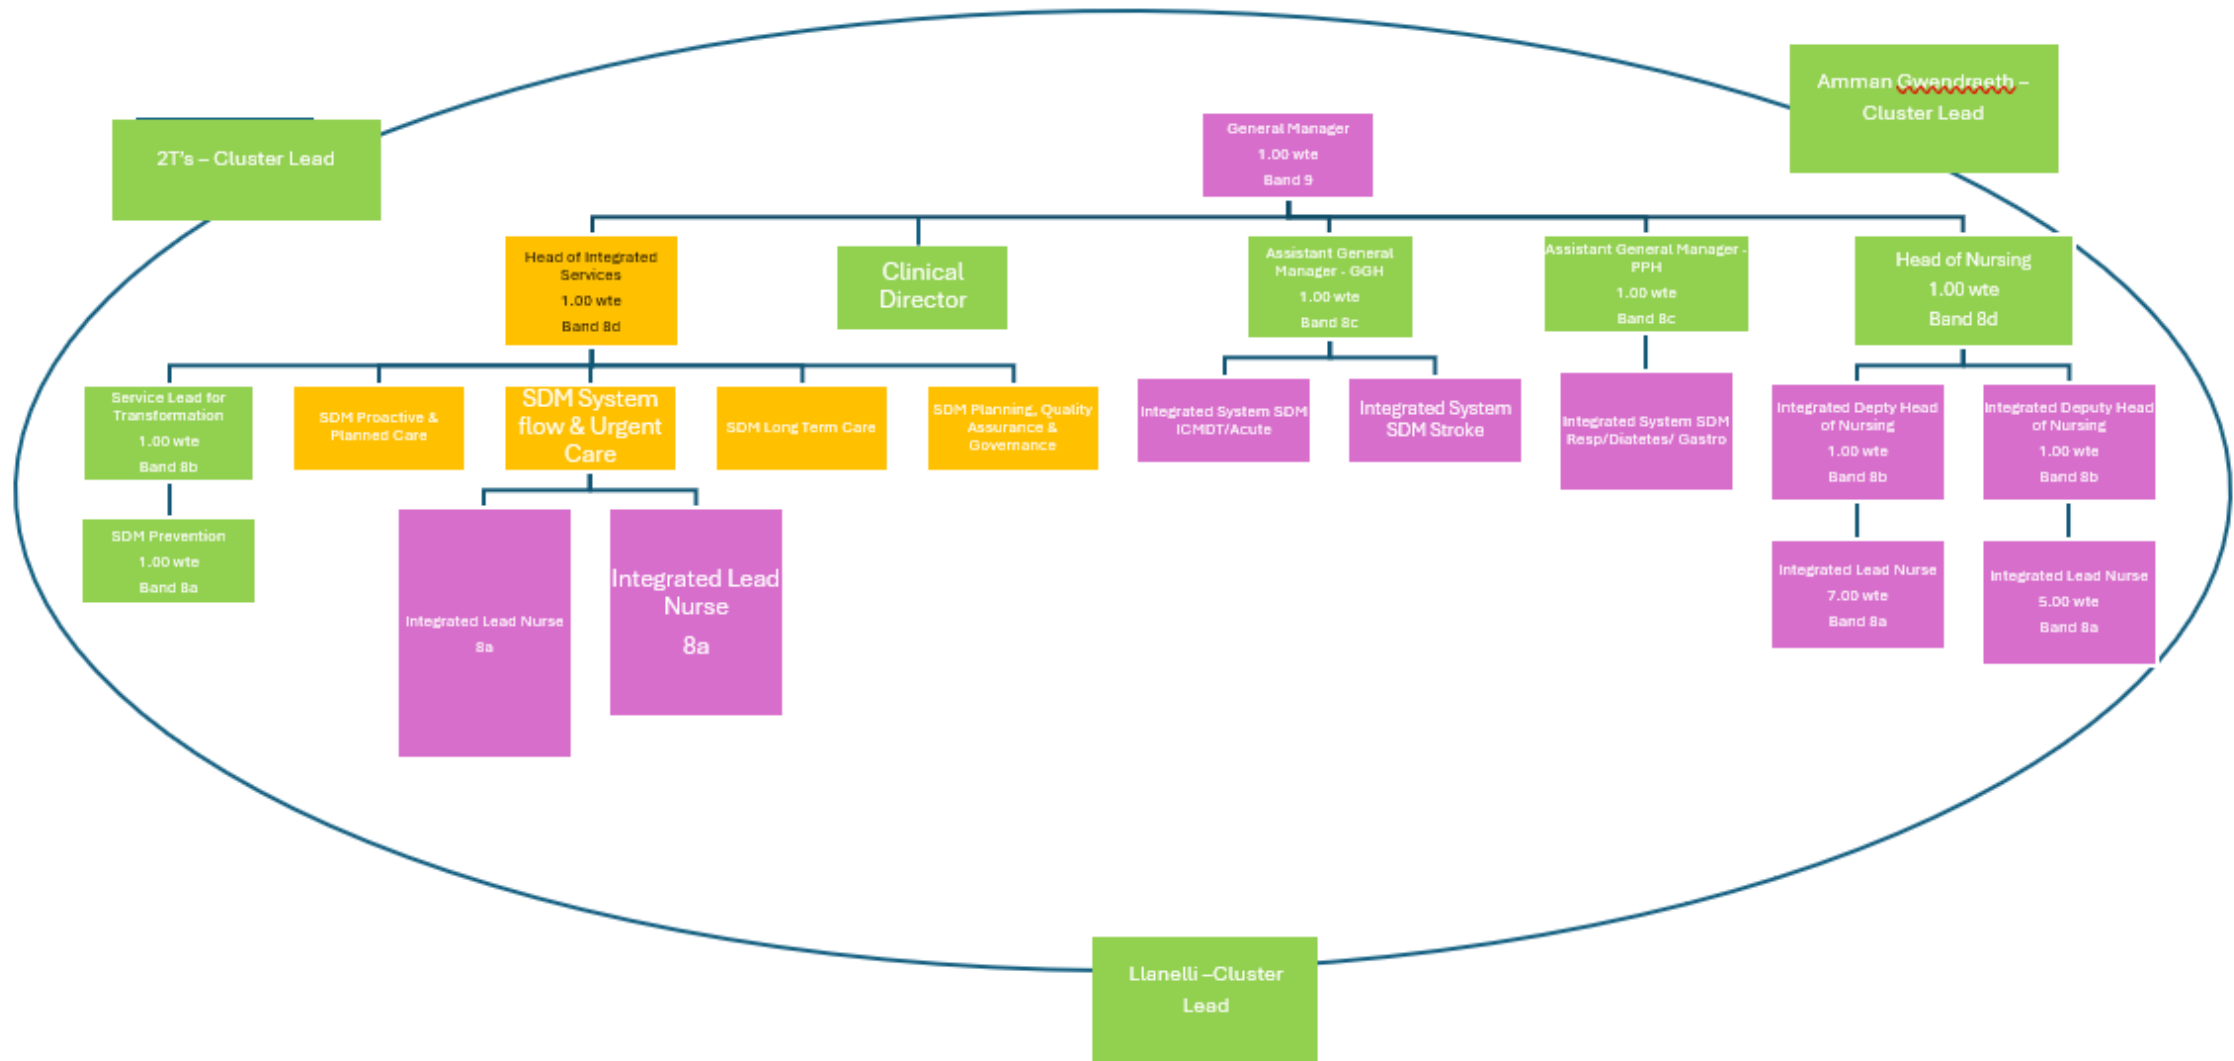 Amman Gwendraeth –
Cluster Lead
2T's – Cluster Lead
General Manager
1.00 wte
Band 9
Head of Integrated
Services
1.00 wte
Band 8d
Clinical
Director
Assistant General
Manager - GGH
1.00 wte
Band 8c
Assistant General Manager -
PPH
1.00 wte
Band 8c
Head of Nursing
1.00 wte
Band 8d
Service Lead for
Transformation
1.00 wte
Band 8b
SDM Proactive &
Planned Care
SDM System
flow & Urgent
Care
SDM Long Term Care
SDM Planning, Quality
Assurance &
Governance
Integrated System SDM
ICMDT/Acute
Integrated System
SDM Stroke
Integrated System SDM
Resp/Diatetes/ Gastro
Integrated Depty Head
of Nursing
1.00 wte
Band 8b
Integrated Deputy Head
of Nursing
1.00 wte
Band 8b
SDM Prevention
1.00 wte
Band 8a
Integrated Lead Nurse
8a
Integrated Lead
Nurse
8a
Integrated Lead Nurse
7.00 wte
Band 8a
Integrated Lead Nurse
5.00 wte
Band 8a
Llanelli –Cluster
Lead